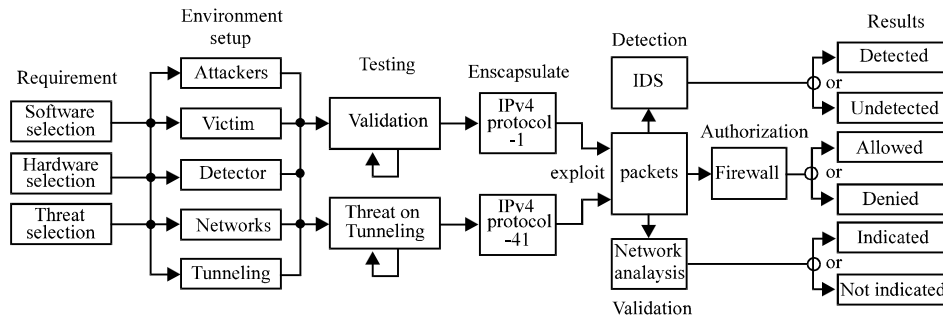 Requirement
Software
selection
Hardware
selection
Threat
selection
Environment
setup
Attackers
Victim
Detector
Networks
Tunneling
Testing
Validation
Threat on
Tunneling
Enscapsulate
IPv4
protocol
-1
IPv4
protocol
-41
exploit
Detection
IDS
packets
Network
analaysis
Validation
Authorization
Firewall
Results
Detected
or
Undetected
Allowed
or
Denied
Indicated
or
Not indicated